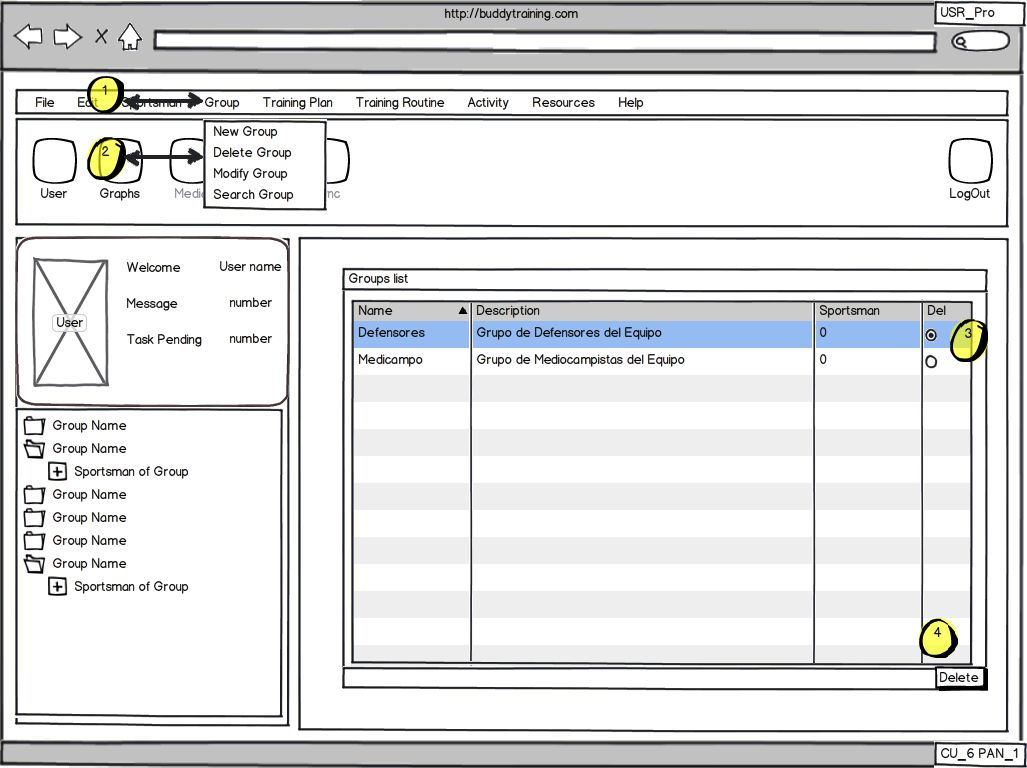 http://buddytraining.com
USR_Pro
1
File Edit Sportsman Group Training Plan Training Routine Activity Resources Help
New Group
Delete Group
Modify Group
Search Group
2
User Graphs LogOut
Welcome User name
Message number
User
Task Pending number
Group Name
Group Name
Sportsman of Group
Group Name
Group Name
Group Name
Group Name
Sportsman of Group
Groups list
Name Description Sportsman Del
Defensores Grupo de Defensores del Equipo 0
3
Medicampo Grupo de Mediocampistas del Equipo 0
4
Delete
CU_6 PAN_1